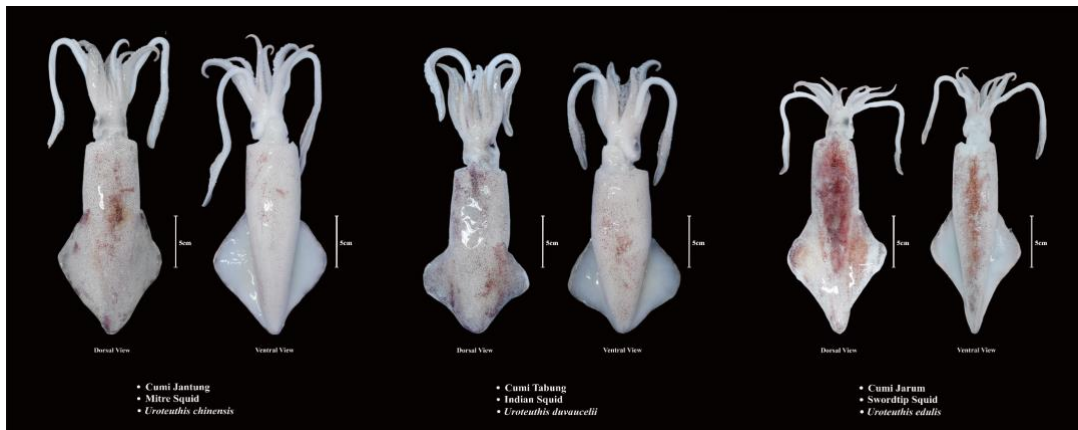 5cm
5cm
5cm
5cm
5cm
5cm
Dorsal View
Ventral View
Dorsal View
Ventral View
Dorsal View
Ventral View
• Cumi Jantung
• Mitre Squid
• Uroteuthis chinensis
• Cumi Tabung
• Indian Squid
• Uroteuthis duvaucelii
• Cumi Jarum
• Swordtip Squid
• Uroteuthis edulis